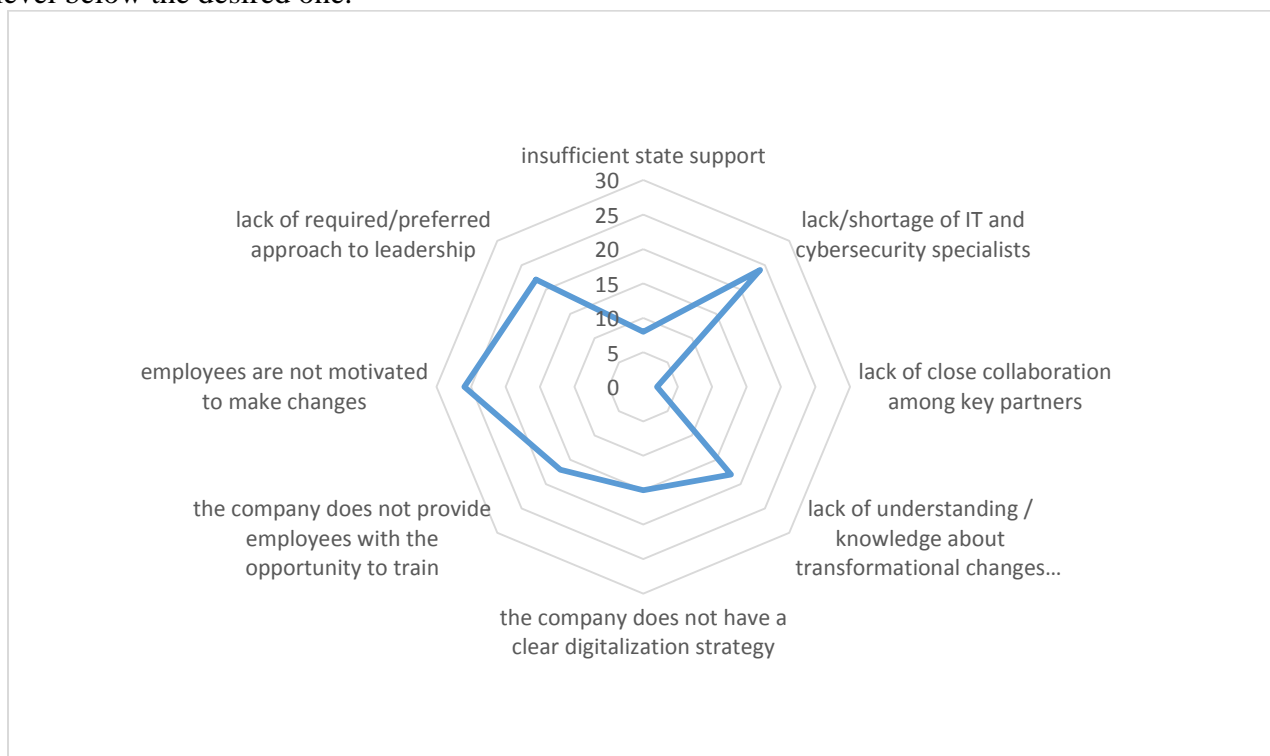 level below the desired one.
insufficient state support
30
25
20
15
10
5
0
lack/shortage of IT and
cybersecurity specialists
lack of close collaboration
among key partners
lack of understanding /
knowledge about
transformational changes…
the company does not have a
clear digitalization strategy
the company does not provide
employees with the
opportunity to train
employees are not motivated
to make changes
lack of required/preferred
approach to leadership